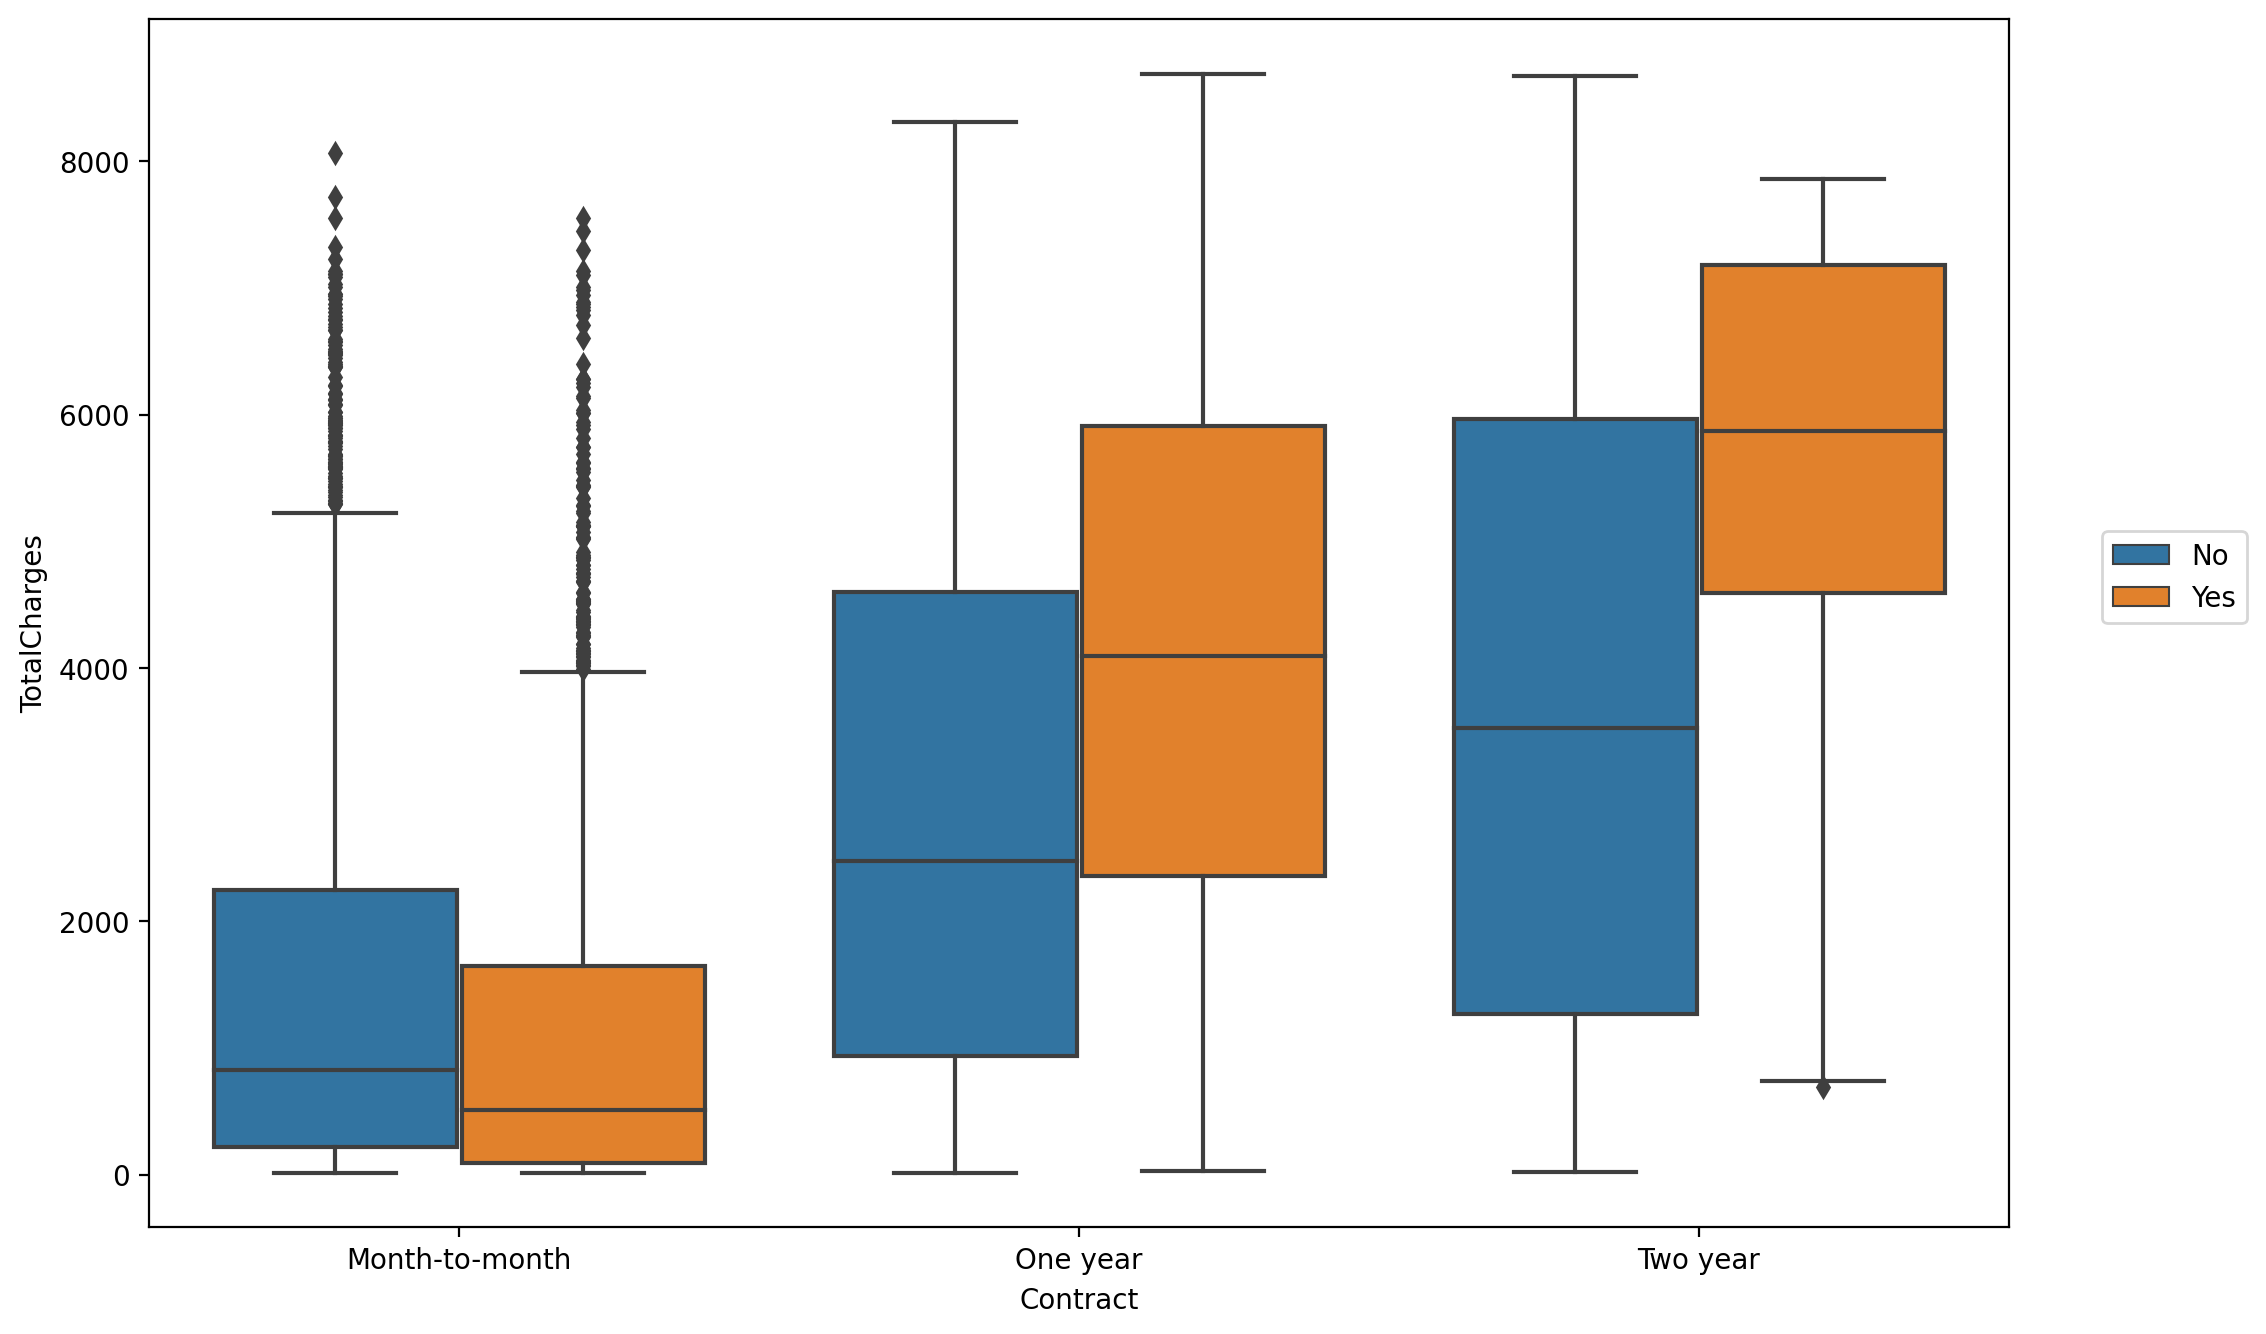 8000
6000
4000
2000
0
TotalCharges
Month-to-month
One year
Two year
Contract
No
Yes